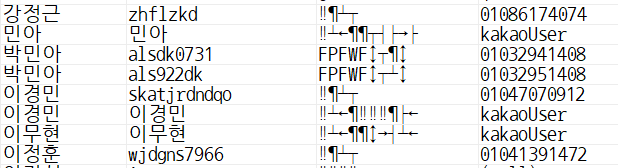 강정근 zhflzkd ‼¶┴┬ 01086174074
민아 민아 ‼┴←¶¶┬┤├→├ kakaoUser
박민아 alsdk0731 FPFWF↕┬¶↕ 01032941408
박민아 als922dk FPFWF↕┬┴↕ 01032951408
이경민 skatjrdndqo ‼¶┴┬ 01047070912
이경민 이경민 ‼┴←¶‼‼‼¶├← kakaoUser
이무현 이무현 ‼┴←¶¶↕→┤┴← kakaoUser
이정훈 wjdgns7966 ‼¶┴┬ 01041391472